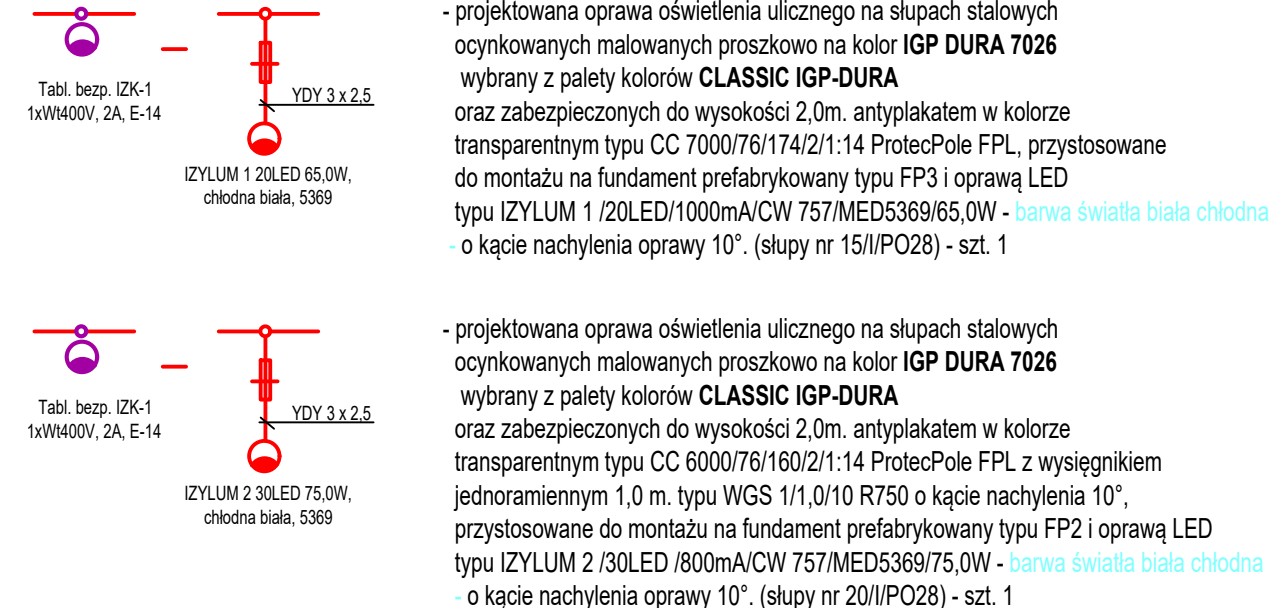 - projektowana oprawa oświetlenia ulicznego na słupach stalowych
ocynkowanych malowanych proszkowo na kolor IGP DURA 7026
wybrany z palety kolorów CLASSIC IGP-DURA
oraz zabezpieczonych do wysokości 2,0m. antyplakatem w kolorze
transparentnym typu CC 7000/76/174/2/1:14 ProtecPole FPL, przystosowane
do montażu na fundament prefabrykowany typu FP3 i oprawą LED
typu IZYLUM 1 /20LED/1000mA/CW 757/MED5369/65,0W - barwa światła biała chłodna
- o kącie nachylenia oprawy 10°. (słupy nr 15/I/PO28) - szt. 1
Tabl. bezp. IZK-1
1xWt400V, 2A, E-14
YDY 3 x 2,5
IZYLUM 1 20LED 65,0W,
chłodna biała, 5369
- projektowana oprawa oświetlenia ulicznego na słupach stalowych
ocynkowanych malowanych proszkowo na kolor IGP DURA 7026
wybrany z palety kolorów CLASSIC IGP-DURA
oraz zabezpieczonych do wysokości 2,0m. antyplakatem w kolorze
transparentnym typu CC 6000/76/160/2/1:14 ProtecPole FPL z wysięgnikiem
jednoramiennym 1,0 m. typu WGS 1/1,0/10 R750 o kącie nachylenia 10°,
przystosowane do montażu na fundament prefabrykowany typu FP2 i oprawą LED
typu IZYLUM 2 /30LED /800mA/CW 757/MED5369/75,0W - barwa światła biała chłodna
- o kącie nachylenia oprawy 10°. (słupy nr 20/I/PO28) - szt. 1
Tabl. bezp. IZK-1
1xWt400V, 2A, E-14
YDY 3 x 2,5
IZYLUM 2 30LED 75,0W,
chłodna biała, 5369